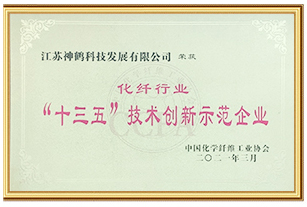 江苏神鹤科技发展有限公司 荣获
化纤行业
“十三五”技术创新示范企业
CCFA
中国化学纤维工业协会
二〇二一年三月